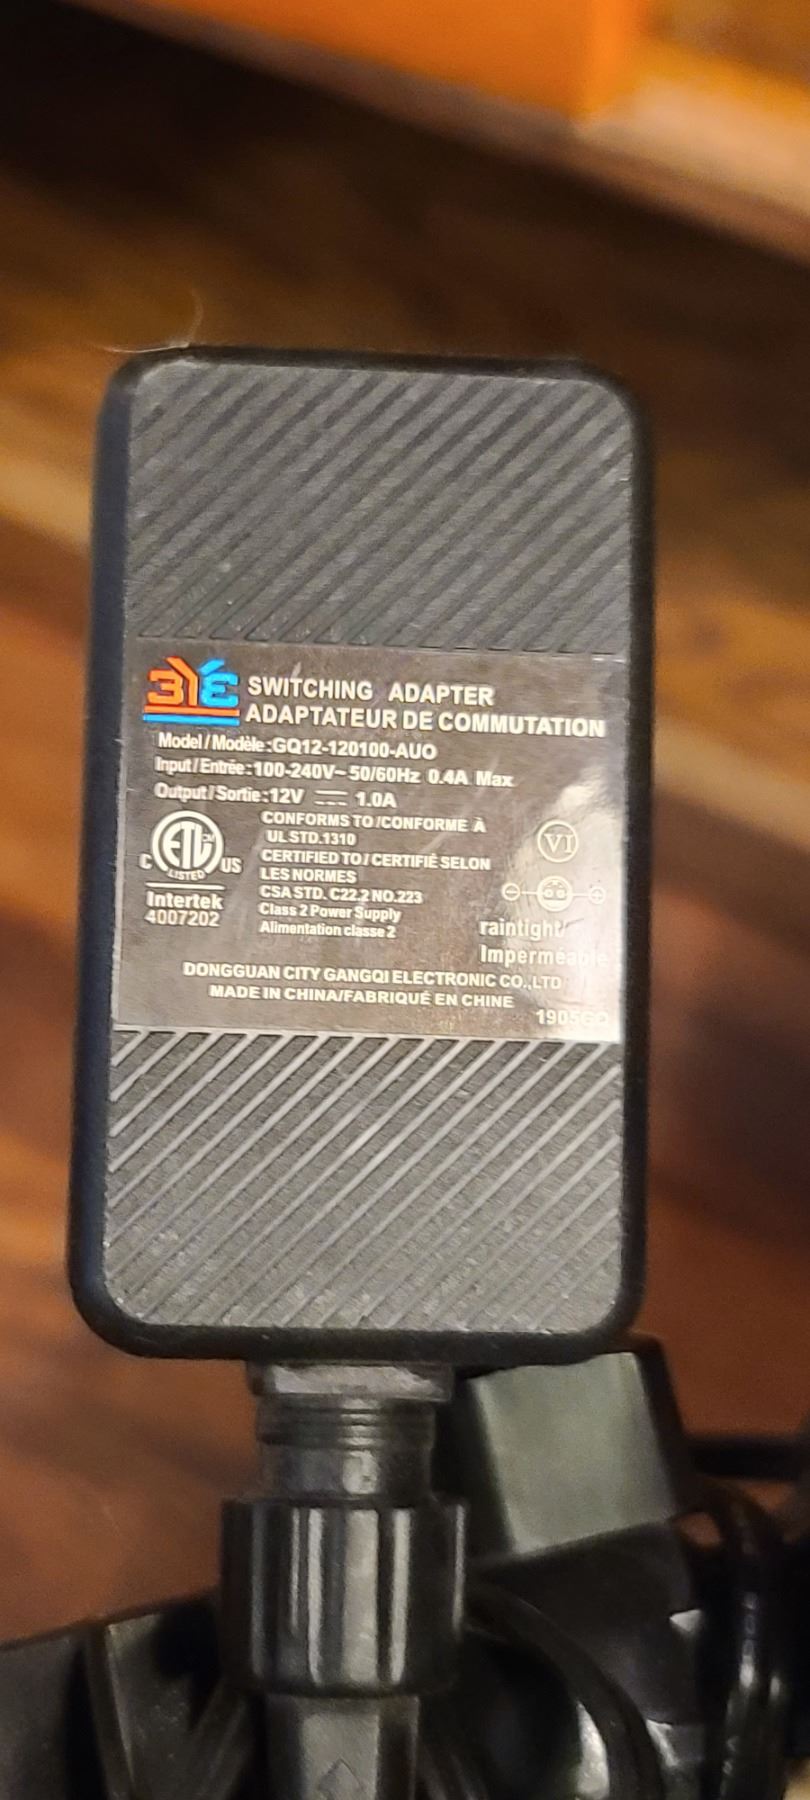 3YE SWITCHING ADAPTER
ADAPTATEUR DE COMMUTATION
Model/Modèle:GQ12-120100-AUO
Input/Entrée:100-240V~50/60Hz 0.4A Max
Output/Sortie:12V ⎓ 1.0A
CONFORMS TO/CONFORME À
UL STD.1310
CERTIFIED TO/CERTIFIÉ SELON
LES NORMES
CSA STD. C22.2 NO.223
Class 2 Power Supply
Alimentation classe 2
C ETL CM US
LISTED
Intertek
4007202
VI
raintight/
Imperméable
DONGGUAN CITY GANGQI ELECTRONIC CO.,LTD
MADE IN CHINA/FABRIQUÉ EN CHINE
1905GQ